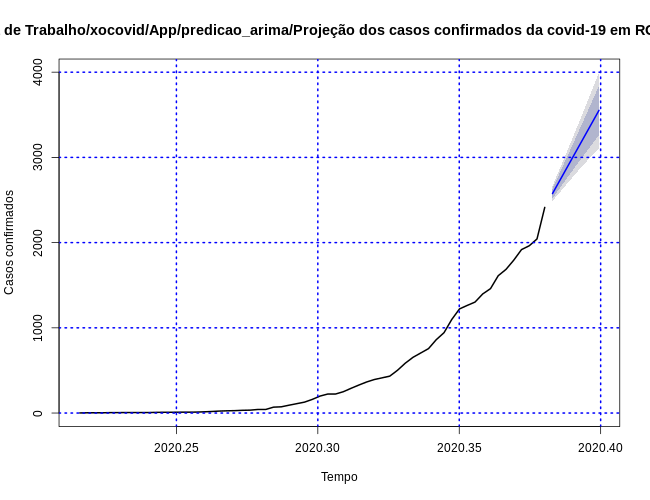 de Trabalho/xocovid/App/predicao_arima/Projeção dos casos confirmados da covid-19 em RO
Casos confirmados
4000
3000
2000
1000
0
2020.25 2020.30 2020.35 2020.40
Tempo